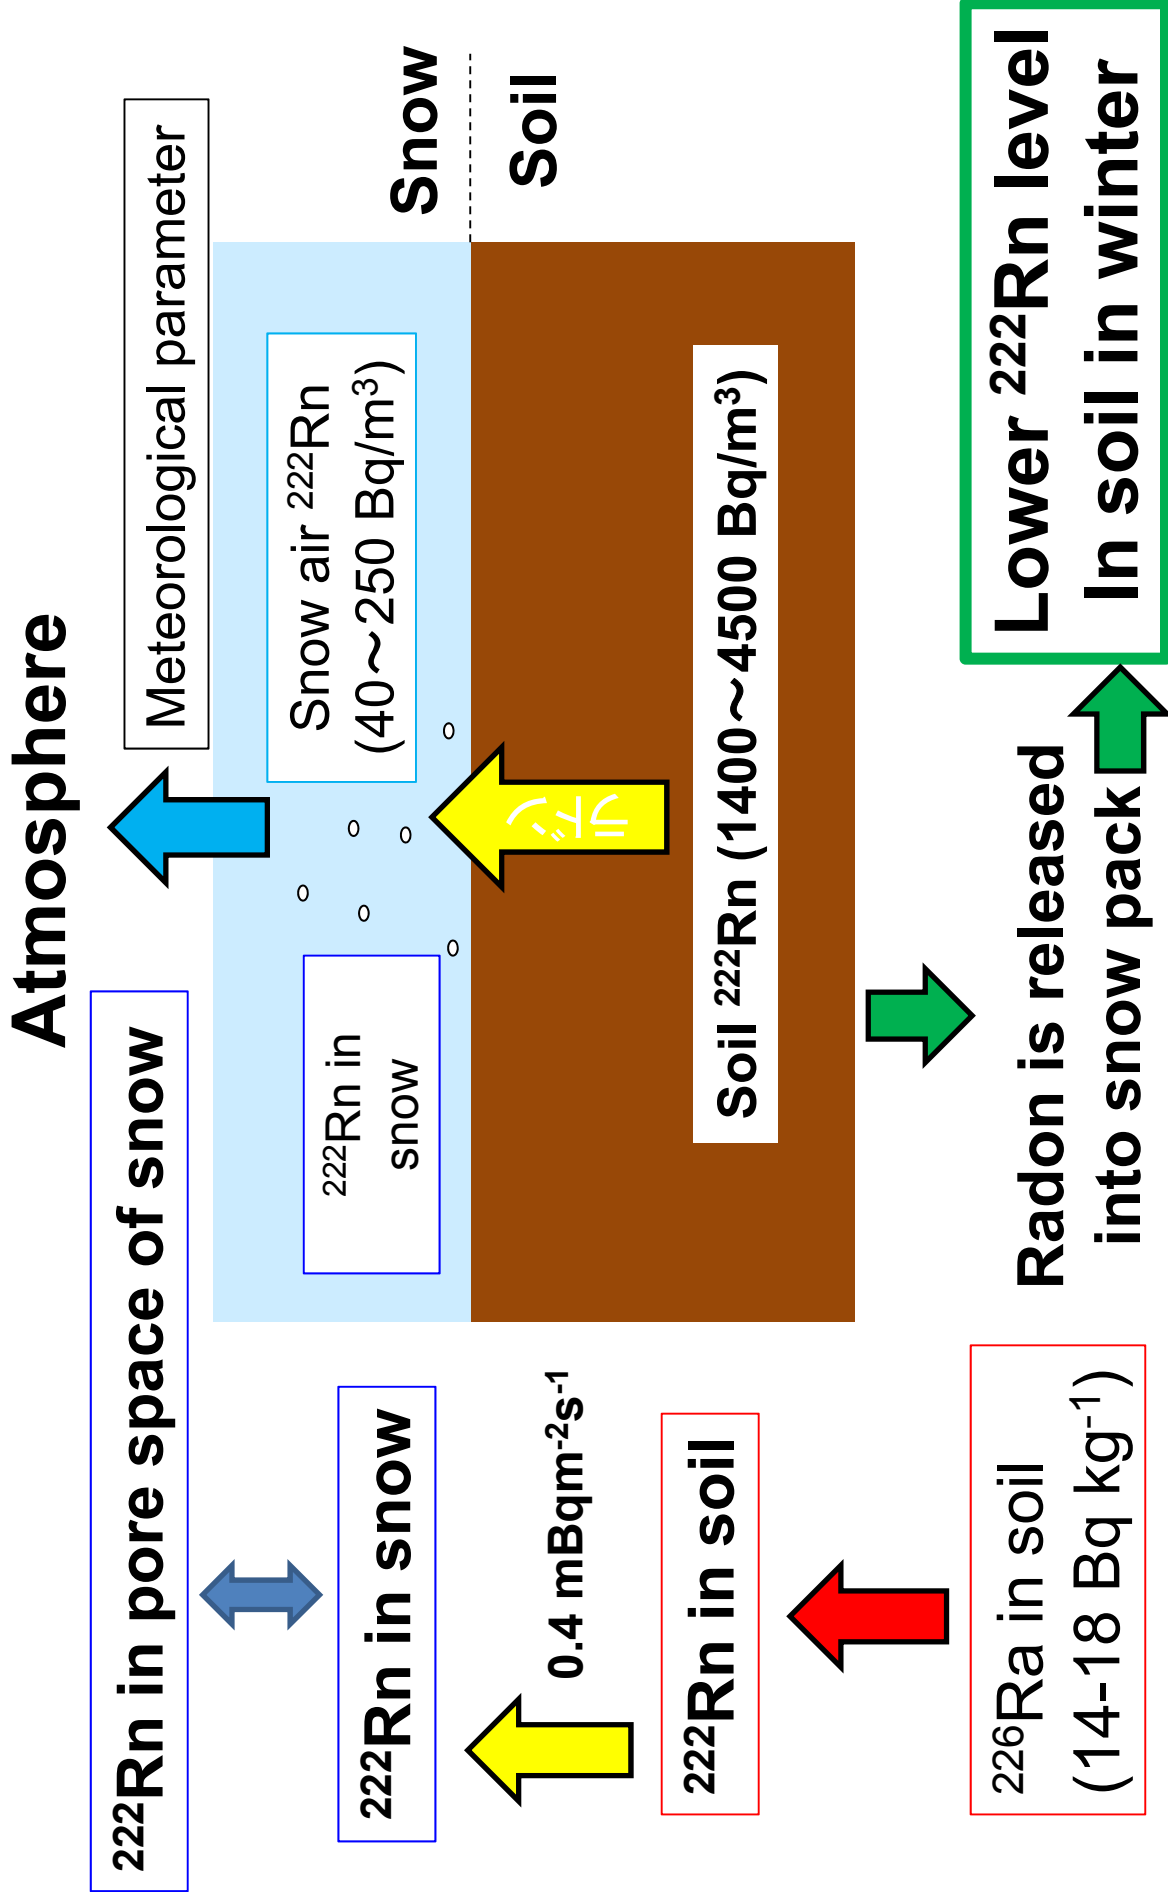 Atmosphere
²²²Rn in pore space of snow
Meteorological parameter
²²²Rn in snow
²²²Rn in
snow
Snow air ²²²Rn
(40～250 Bq/m³)
Snow
Soil
0.4 mBqm⁻²s⁻¹
ラドン
²²²Rn in soil
Soil ²²²Rn (1400～4500 Bq/m³)
²²⁶Ra in soil
(14-18 Bq kg⁻¹)
Radon is released
into snow pack
Lower ²²²Rn level
In soil in winter